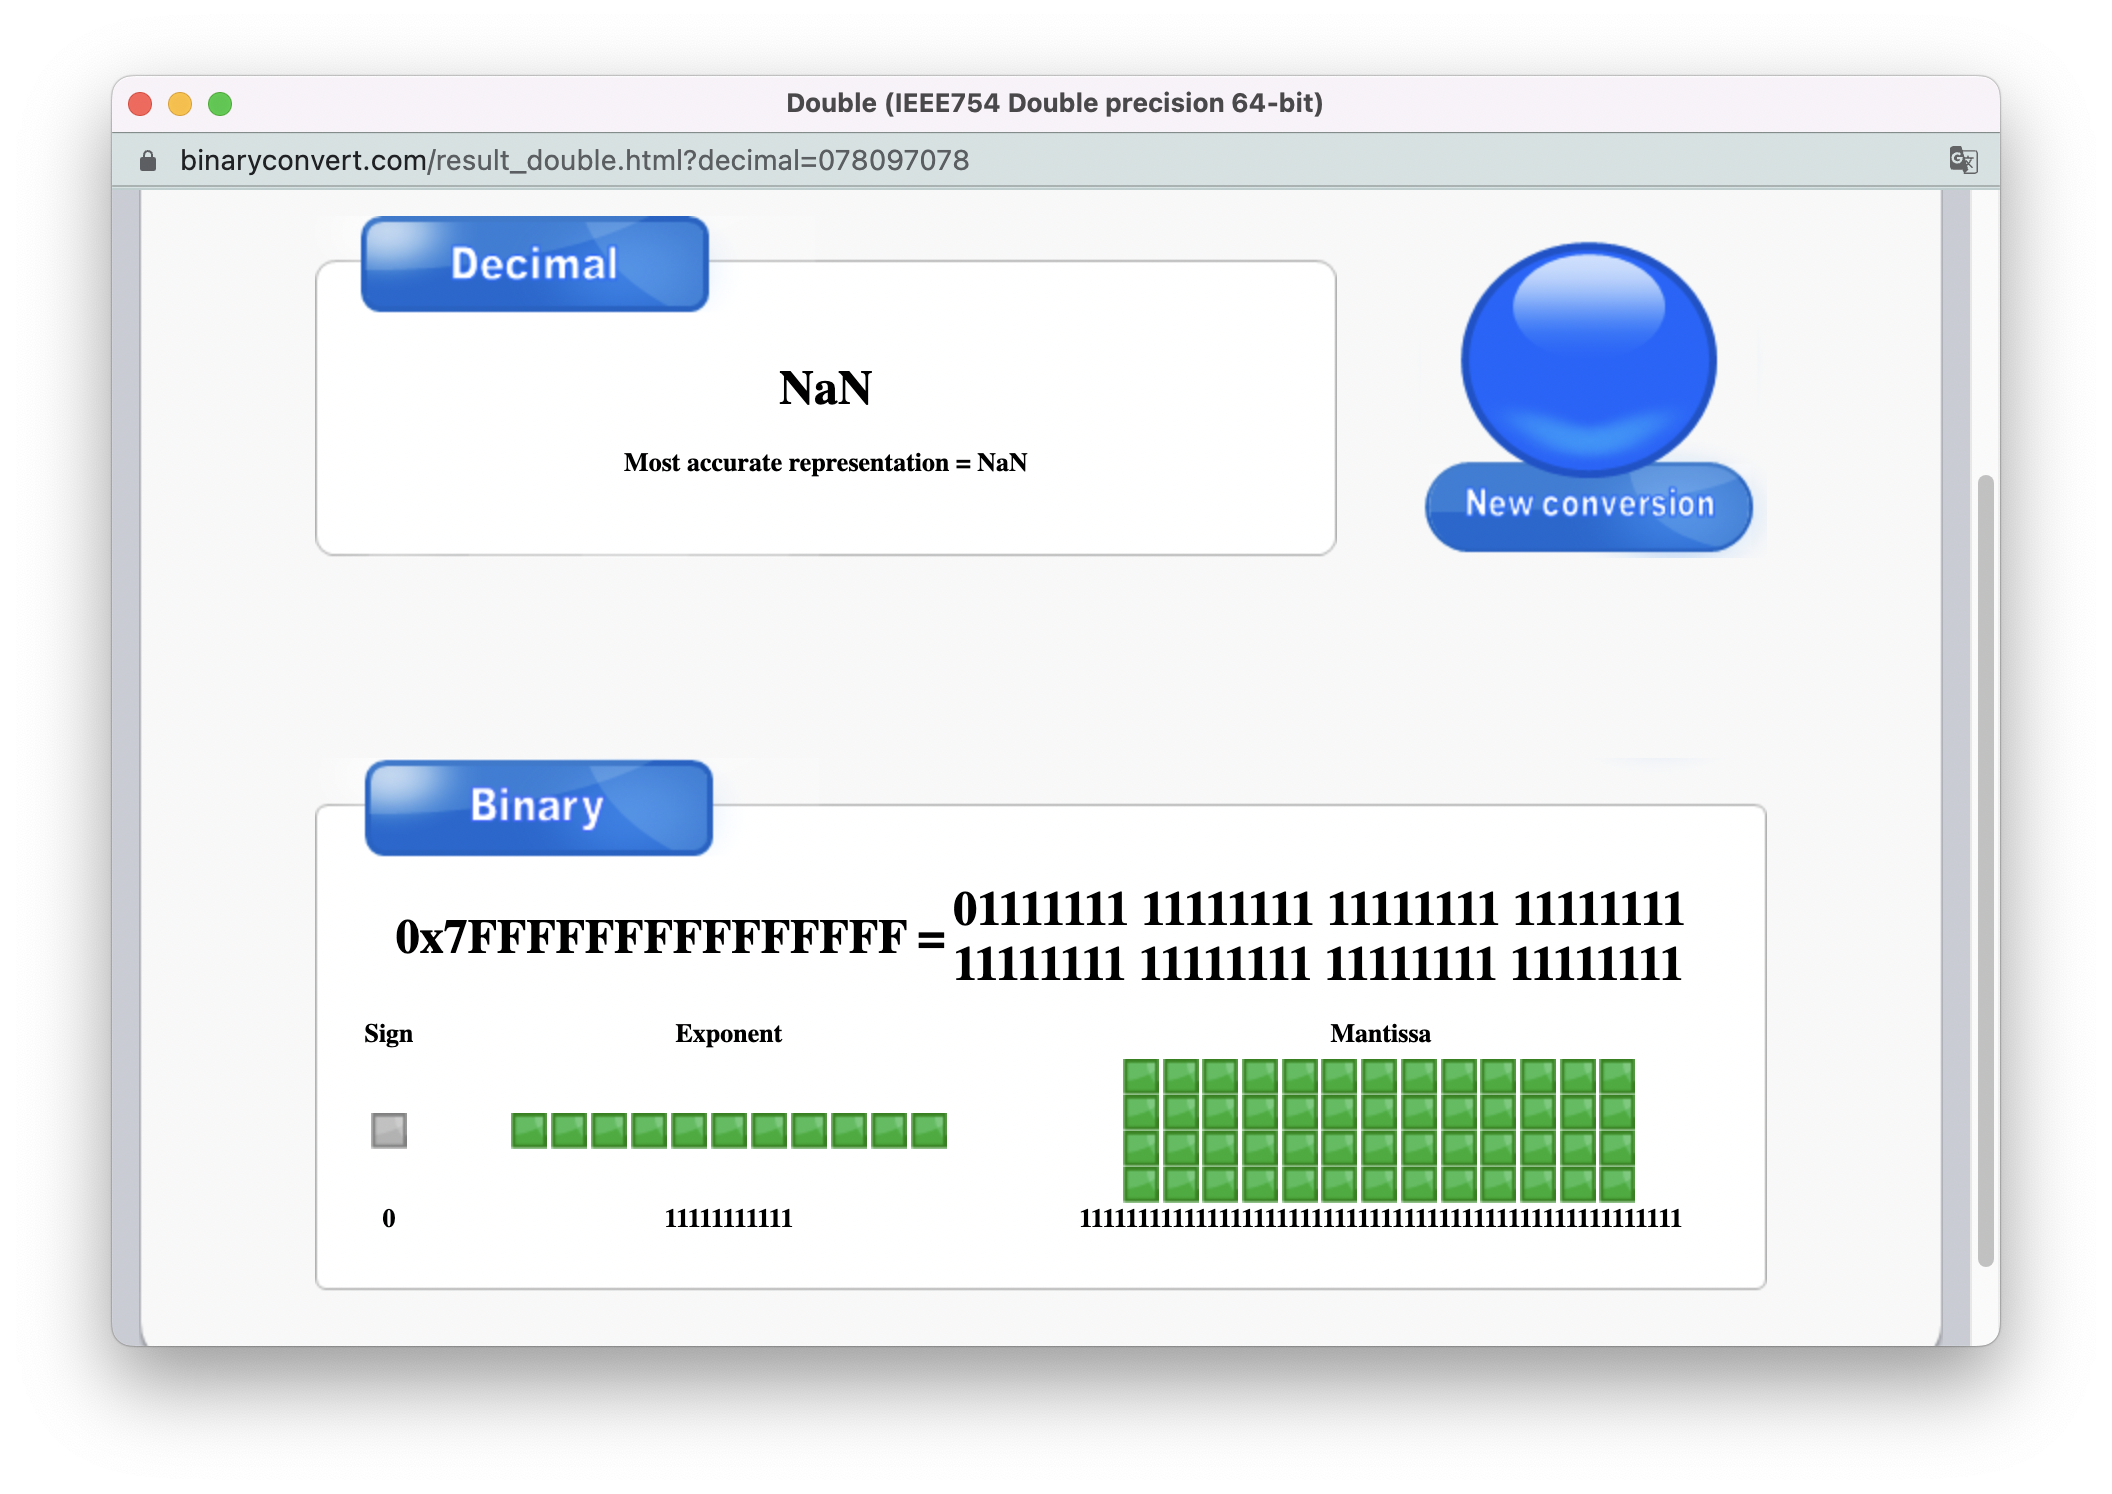 Double (IEEE754 Double precision 64-bit)
binaryconvert.com/result_double.html?decimal=078097078
Decimal
NaN
Most accurate representation = NaN
New conversion
Binary
0x7FFFFFFFFFFFFFFF = 01111111 11111111 11111111 11111111
11111111 11111111 11111111 11111111
Sign Exponent Mantissa
0 11111111111 1111111111111111111111111111111111111111111111111111